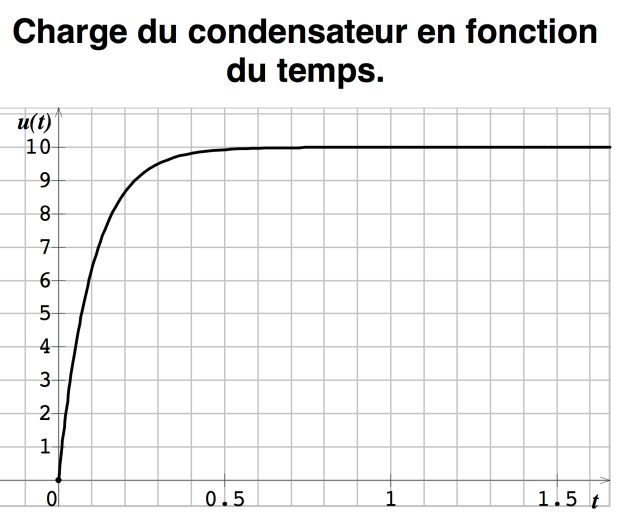 Charge du condensateur en fonction
du temps.
u(t)
10
9
8
7
6
5
4
3
2
1
0 0.5 1 1.5 t